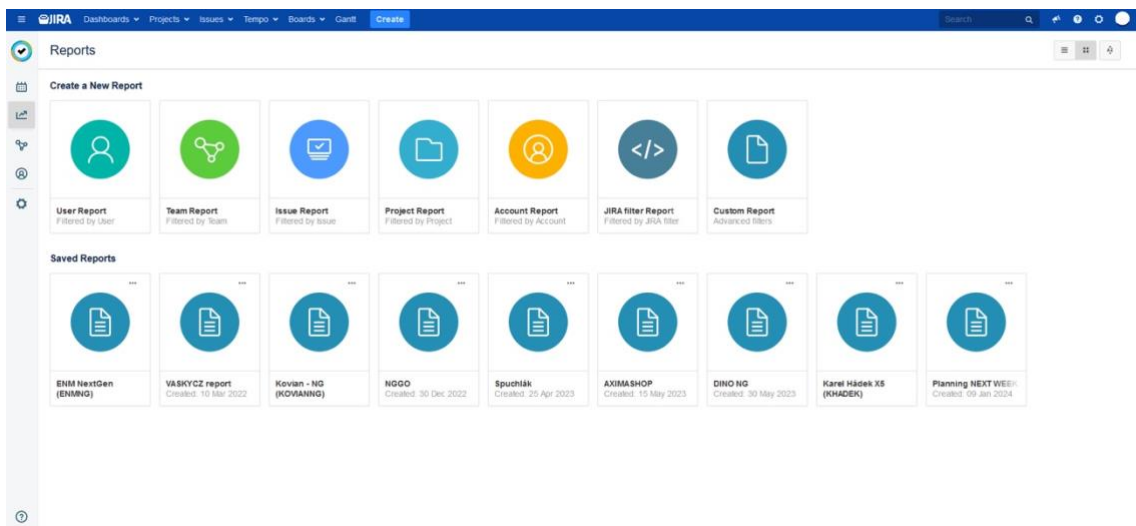 JIRA Dashboards Projects Issues Tempo Boards Gantt Create Search
Reports
Create a New Report
</>
User Report
Filtered by User
Team Report
Filtered by Team
Issue Report
Filtered by Issue
Project Report
Filtered by Project
Account Report
Filtered by Account
JIRA filter Report
Filtered by JIRA filter
Custom Report
Advanced filters
Saved Reports
ENM NextGen
(ENMNG)
VASKYCZ report
Created: 10 Mar 2022
Kovian - NG
(KOVIANNG)
NGGO
Created: 30 Dec 2022
Spuchlák
Created: 25 Apr 2023
AXIMASHOP
Created: 15 May 2023
DINO NG
Created: 30 May 2023
Karel Hádek X5
(KHADEK)
Planning NEXT WEEK
Created: 09 Jan 2024